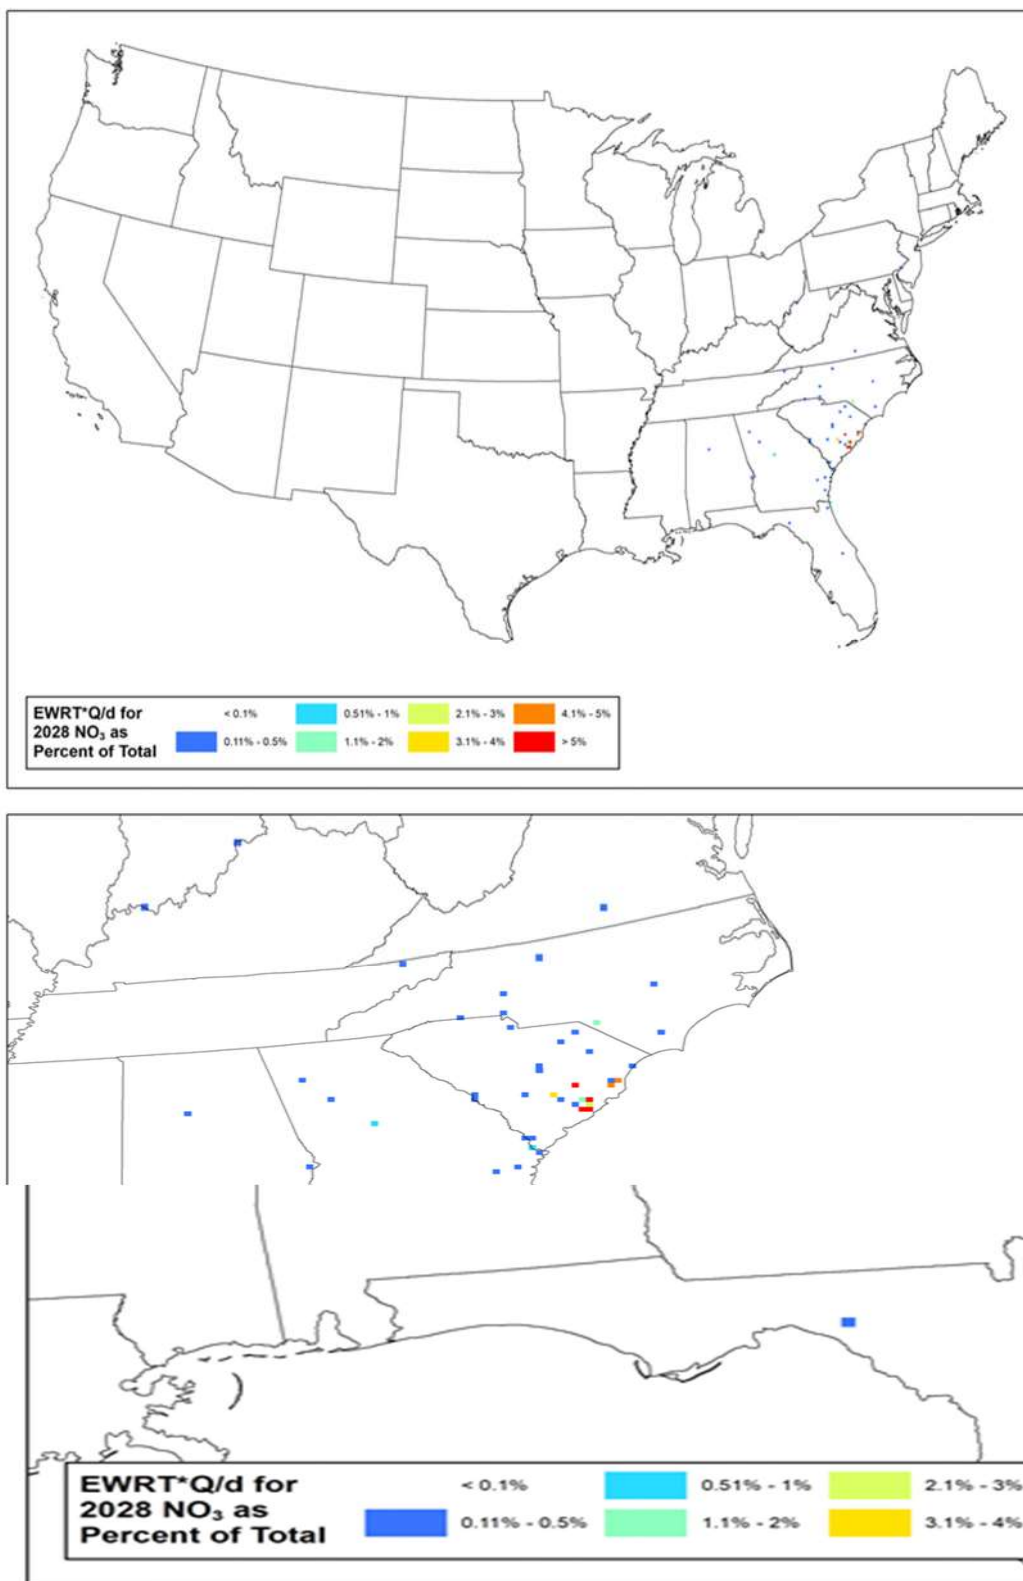 EWRT*Q/d for
2028 NO₃ as
Percent of Total
< 0.1%
0.51% - 1%
2.1% - 3%
4.1% - 5%
0.11% - 0.5%
1.1% - 2%
3.1% - 4%
> 5%
EWRT*Q/d for
2028 NO₃ as
Percent of Total
< 0.1%
0.51% - 1%
2.1% - 3%
0.11% - 0.5%
1.1% - 2%
3.1% - 4%